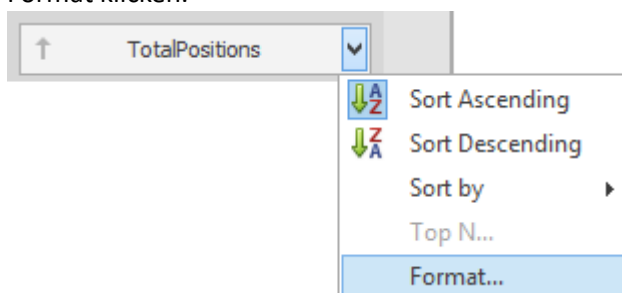 Format klicken.
TotalPositions
Sort Ascending
Sort Descending
Sort by
Top N...
Format...